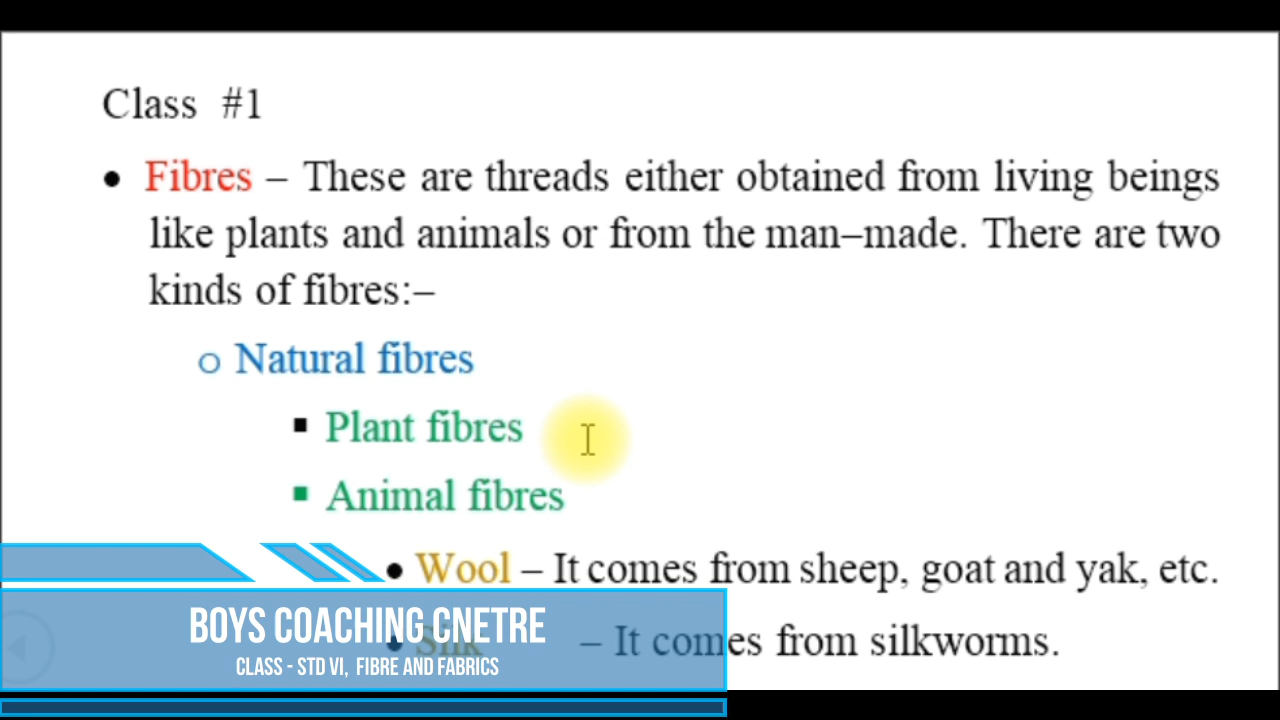 Class #1
• Fibres – These are threads either obtained from living beings
like plants and animals or from the man–made. There are two
kinds of fibres:–
o Natural fibres
▪ Plant fibres
▪ Animal fibres
• Wool – It comes from sheep, goat and yak, etc.
• Silk – It comes from silkworms.
BOYS COACHING CNETRE
CLASS - STD VI, FIBRE AND FABRICS